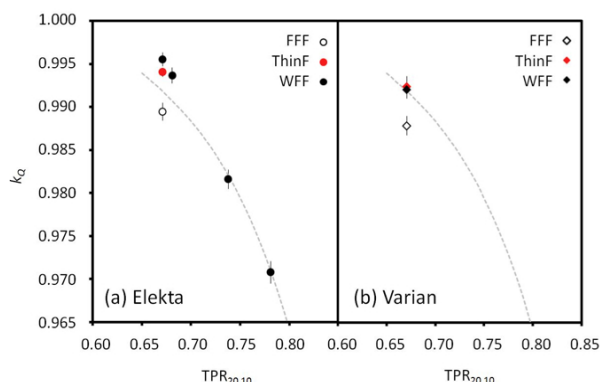 1.000
0.995
0.990
0.985
0.980
0.975
0.970
0.965
kQ
FFF
ThinF
WFF
(a) Elekta
0.60 0.65 0.70 0.75 0.80
TPR20,10
FFF
ThinF
WFF
(b) Varian
0.60 0.65 0.70 0.75 0.80 0.85
TPR20,10